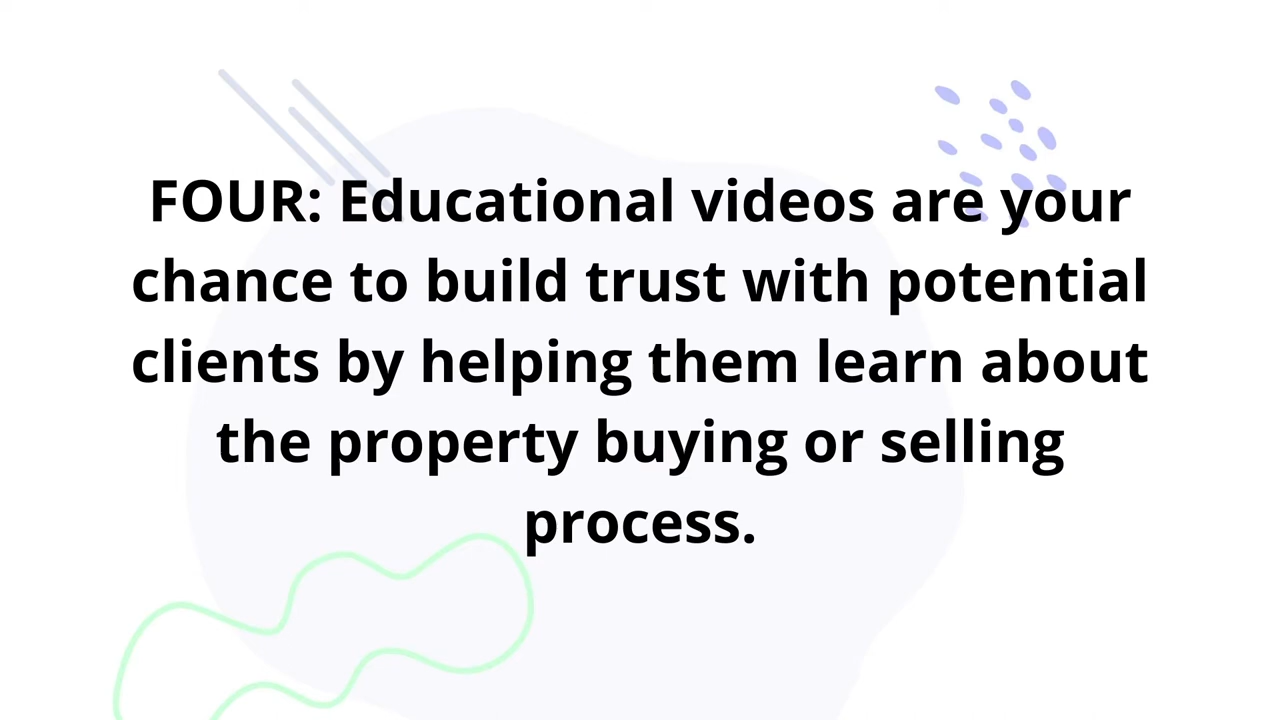 FOUR: Educational videos are your
chance to build trust with potential
clients by helping them learn about
the property buying or selling
process.